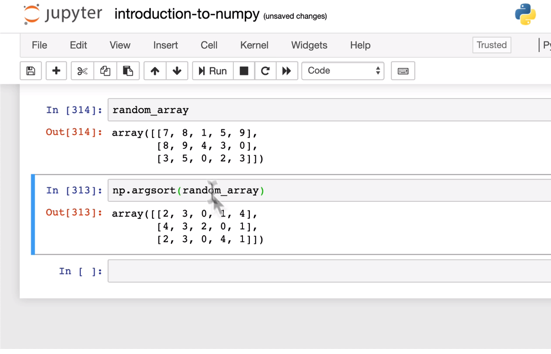 jupyter introduction-to-numpy (unsaved changes)
File Edit View Insert Cell Kernel Widgets Help Trusted
Run Code
In [314]: random_array
Out[314]: array([[7, 8, 1, 5, 9],
[8, 9, 4, 3, 0],
[3, 5, 0, 2, 3]])
In [313]: np.argsort(random_array)
Out[313]: array([[2, 3, 0, 1, 4],
[4, 3, 2, 0, 1],
[2, 3, 0, 4, 1]])
In [ ]: